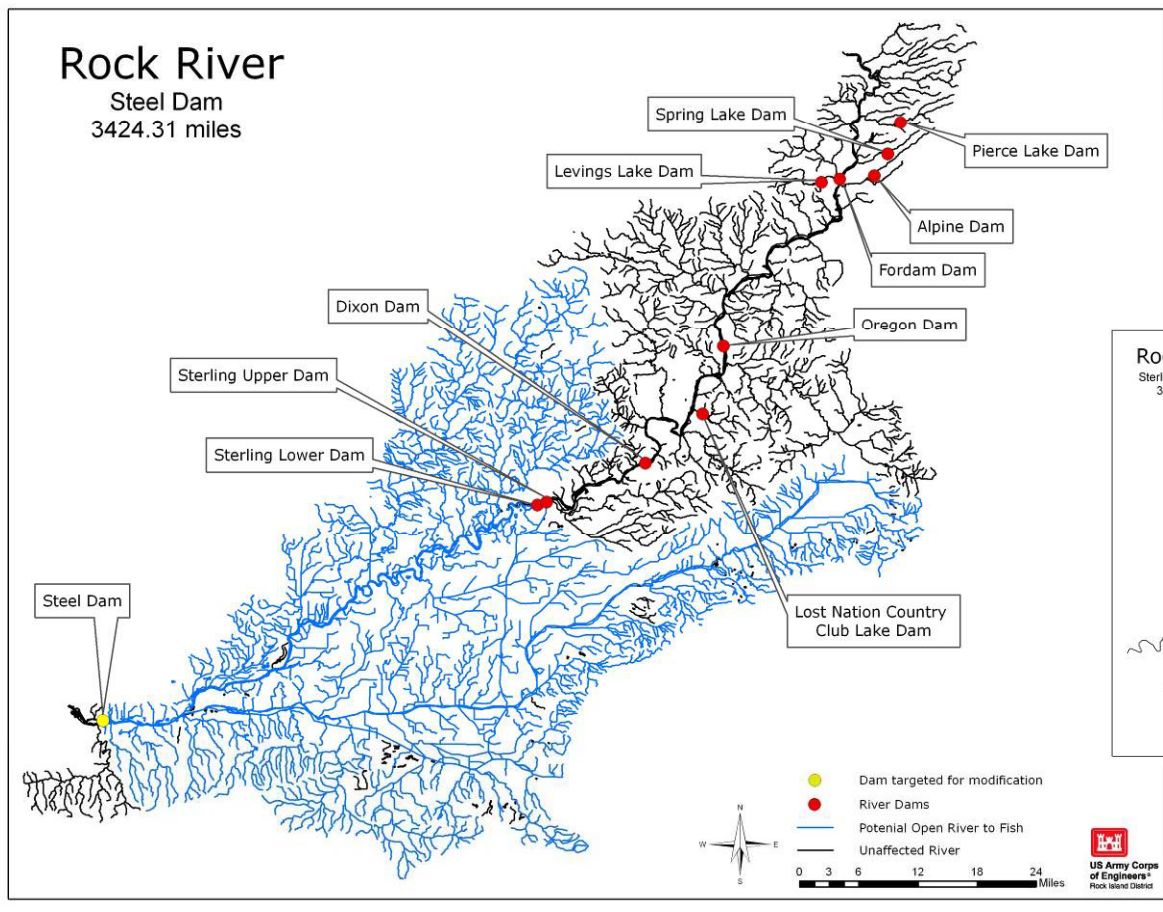 Rock River
Steel Dam
3424.31 miles
Spring Lake Dam
Pierce Lake Dam
Levings Lake Dam
Alpine Dam
Fordam Dam
Dixon Dam
Oregon Dam
Sterling Upper Dam
Sterling Lower Dam
Steel Dam
Lost Nation Country
Club Lake Dam
Dam targeted for modification
River Dams
Potenial Open River to Fish
Unaffected River
N
W
E
S
0 3 6 12 18 24
Miles
US Army Corps
of Engineers®
Rock Island District
Ro
Sterl
3